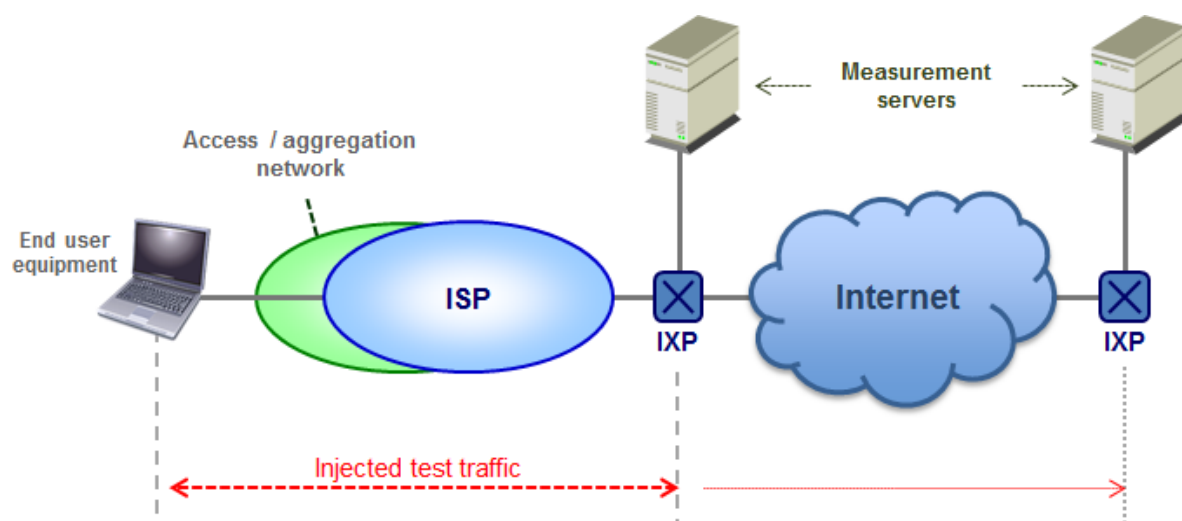 Measurement
servers
Access / aggregation
network
End user
equipment
ISP
Internet
IXP
IXP
Injected test traffic